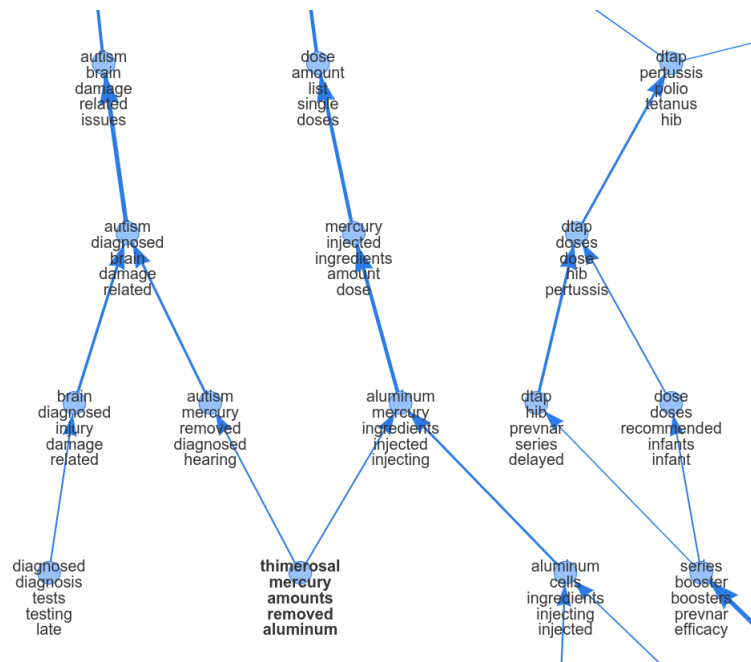 autism
brain
damage
related
issues
dose
amount
list
single
doses
dtap
pertussis
polio
tetanus
hib
autism
diagnosed
brain
damage
related
mercury
injected
ingredients
amount
dose
dtap
doses
dose
hib
pertussis
brain
diagnosed
injury
damage
related
autism
mercury
removed
diagnosed
hearing
aluminum
mercury
ingredients
injected
injecting
dtap
hib
prevnar
series
delayed
dose
doses
recommended
infants
infant
diagnosed
diagnosis
tests
testing
late
thimerosal
mercury
amounts
removed
aluminum
aluminum
cells
ingredients
injecting
injected
series
booster
boosters
prevnar
efficacy